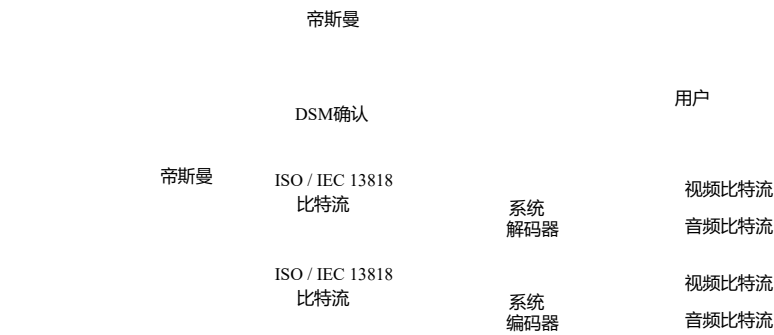 帝斯曼
用户
DSM确认
帝斯曼
ISO / IEC 13818
比特流
系统
解码器
视频比特流
音频比特流
ISO / IEC 13818
比特流
系统
编码器
视频比特流
音频比特流